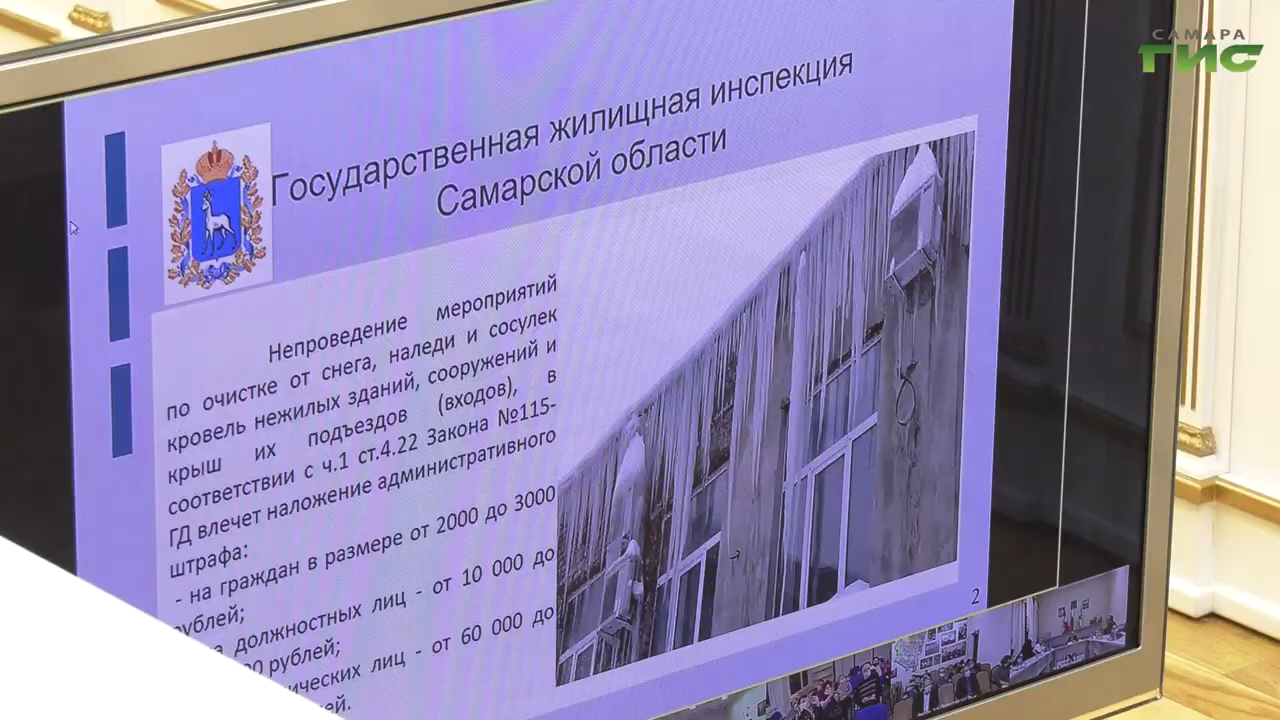 САМАРА
ГИС
Государственная жилищная инспекция
Самарской области
Непроведение мероприятий
по очистке от снега, наледи и сосулек
кровель нежилых зданий, сооружений и
крыш их подъездов (входов), в
соответствии с ч.1 ст.4.22 Закона №115-
ГД влечет наложение административного
штрафа:
- на граждан в размере от 2000 до 3000
рублей;
должностных лиц - от 10 000 до
рублей;
лиц - от 60 000 до
2